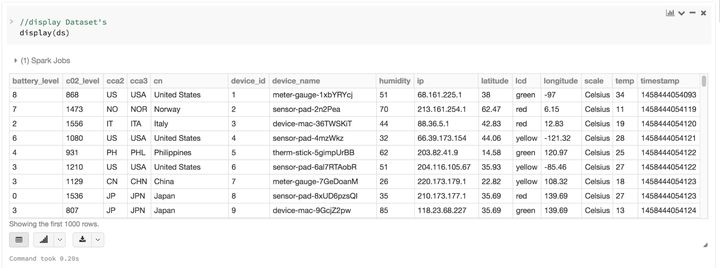 //display Dataset's
display(ds)
(1) Spark Jobs
battery_level c02_level cca2 cca3 cn device_id device_name humidity ip latitude lcd longitude scale temp timestamp
8 868 US USA United States 1 meter-gauge-1xbYRYcj 51 68.161.225.1 38 green -97 Celsius 34 1458444054093
7 1473 NO NOR Norway 2 sensor-pad-2n2Pea 70 213.161.254.1 62.47 red 6.15 Celsius 11 1458444054119
2 1556 IT ITA Italy 3 device-mac-36TWSKiT 44 88.36.5.1 42.83 red 12.83 Celsius 19 1458444054120
6 1080 US USA United States 4 sensor-pad-4mzWkz 32 66.39.173.154 44.06 yellow -121.32 Celsius 28 1458444054121
4 931 PH PHL Philippines 5 therm-stick-5gimpUrBB 62 203.82.41.9 14.58 green 120.97 Celsius 25 1458444054122
3 1210 US USA United States 6 sensor-pad-6al7RTAobR 51 204.116.105.67 35.93 yellow -85.46 Celsius 27 1458444054122
3 1129 CN CHN China 7 meter-gauge-7GeDoanM 26 220.173.179.1 22.82 yellow 108.32 Celsius 18 1458444054123
0 1536 JP JPN Japan 8 sensor-pad-8xUD6pzsQI 35 210.173.177.1 35.69 red 139.69 Celsius 27 1458444054123
3 807 JP JPN Japan 9 device-mac-9GcjZ2pw 85 118.23.68.227 35.69 green 139.69 Celsius 13 1458444054124
Showing the first 1000 rows.
Command took 0.20s